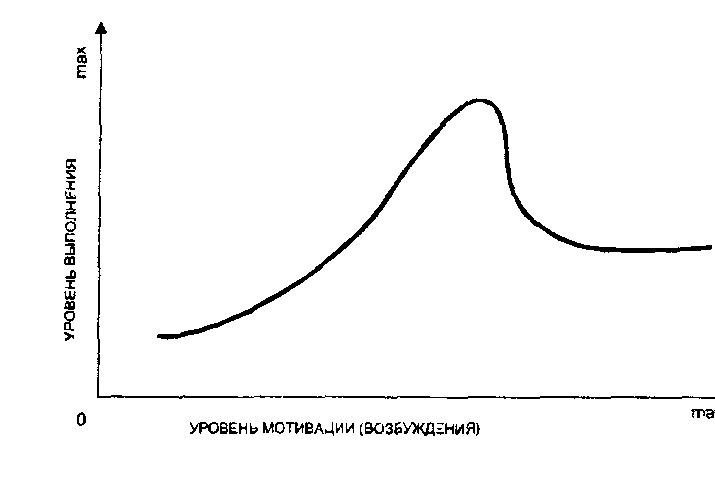 max
УРОВЕНЬ ВЫПОЛНЕНИЯ
0
УРОВЕНЬ МОТИВАЦИИ (ВОЗБУЖДЕНИЯ)
ma